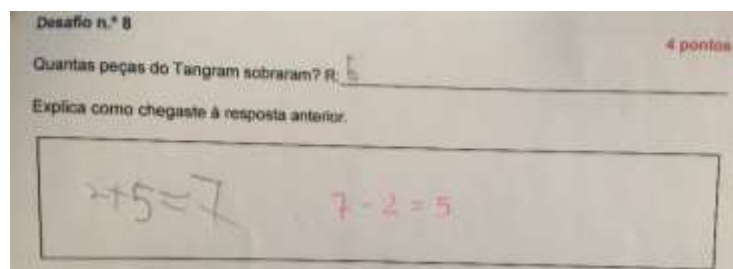 Desafio n.º 8
4 pontos
Quantas peças do Tangram sobraram? R: 5
Explica como chegaste à resposta anterior.
2+5=7 7-2=5